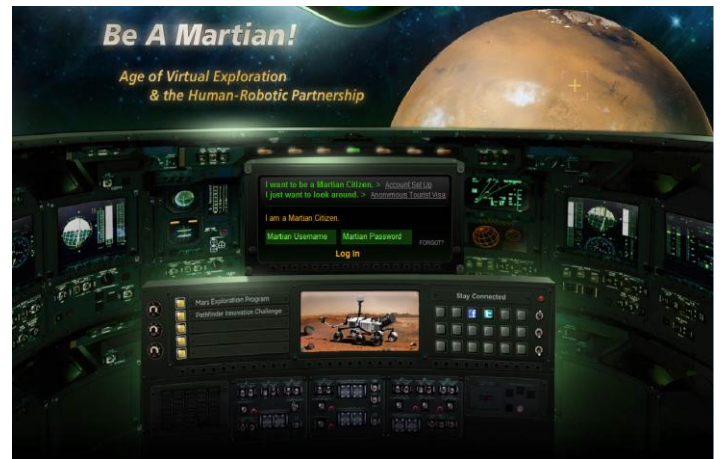 Be A Martian!
Age of Virtual Exploration
& the Human-Robotic Partnership
I want to be a Martian Citizen. > Account Set Up
I just want to look around. > Anonymous Tourist Visa
I am a Martian Citizen.
Martian Username Martian Password FORGOT?
Log In
Mars Exploration Program
Pathfinder Innovation Challenge
Stay Connected